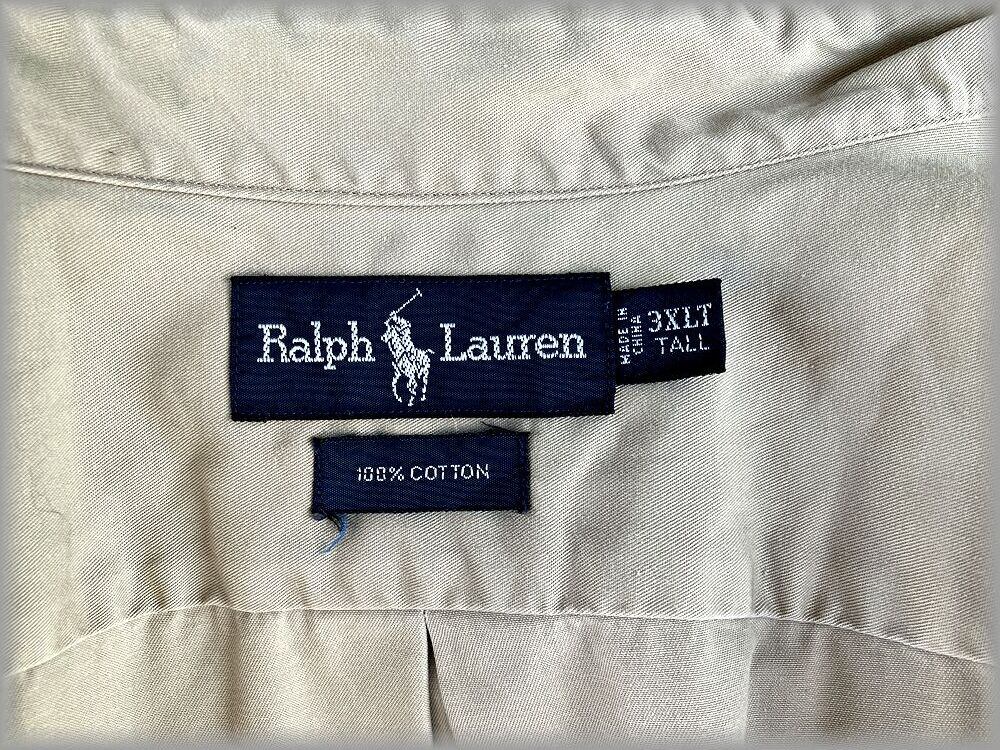 Ralph Lauren
MADE IN
CHINA
3XLT
TALL
100% COTTON